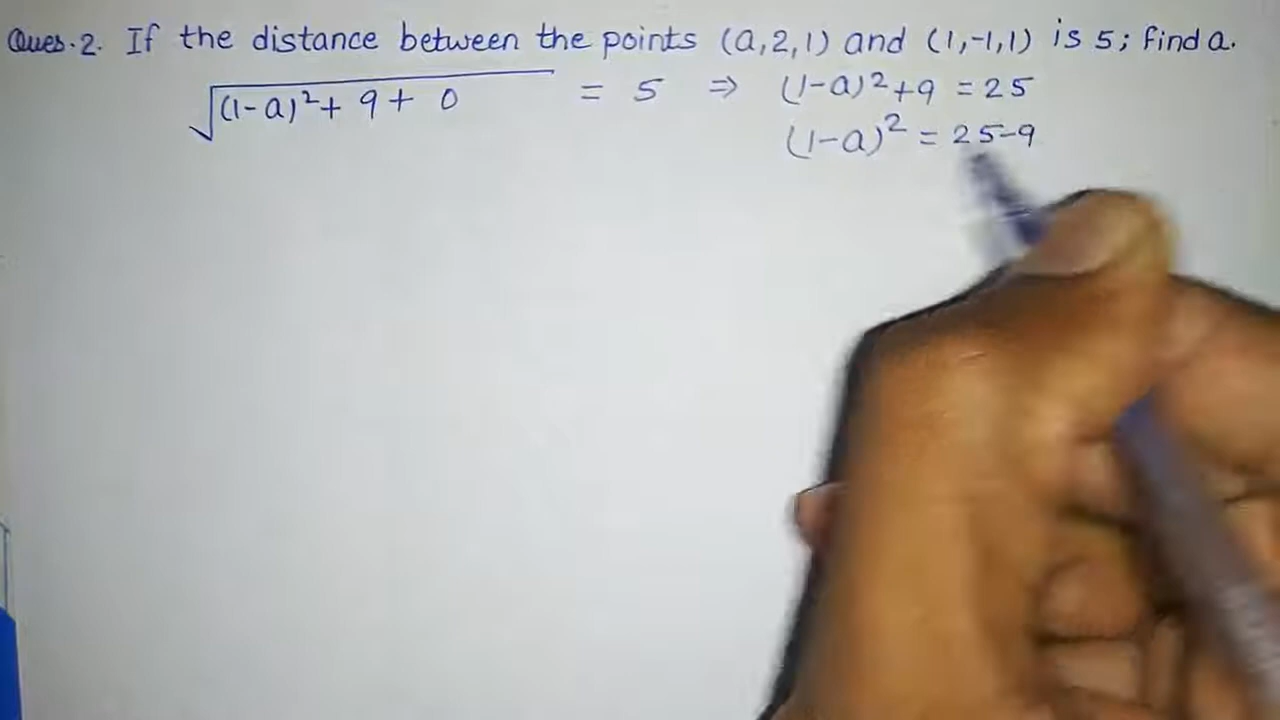 Ques.2. If the distance between the points (a,2,1) and (1,-1,1) is 5; find a.
√(1-a)²+ 9+ 0 = 5 ⇒ (1-a)²+9 = 25
(1-a)² = 25-9